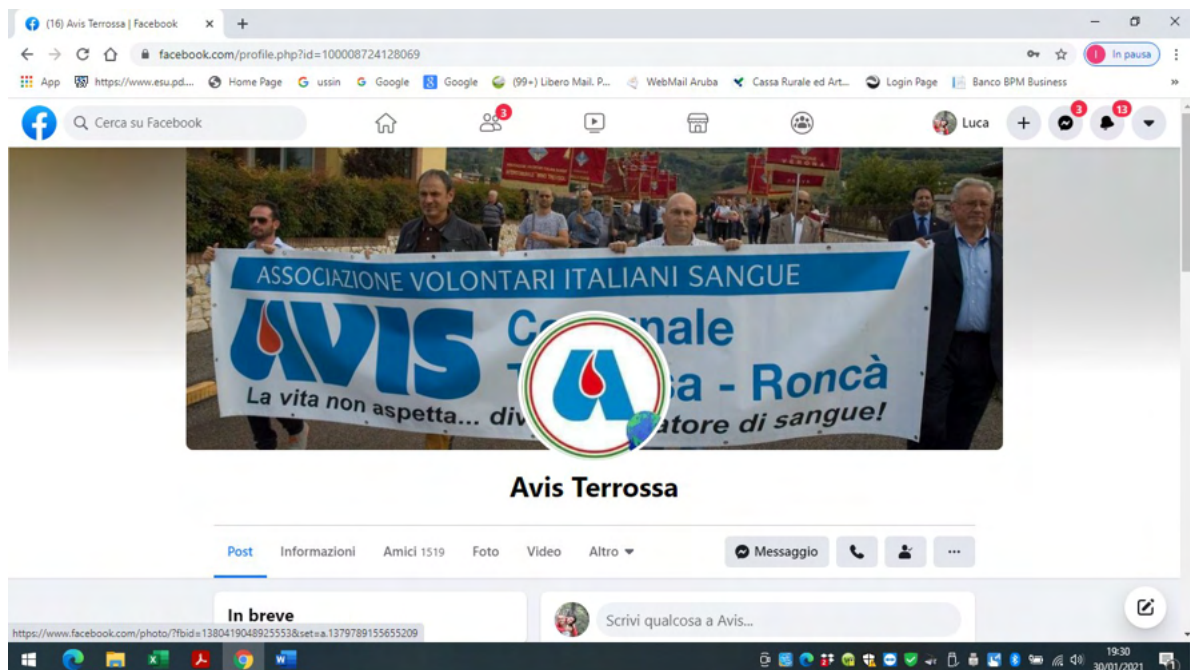 (16) Avis Terrossa | Facebook
facebook.com/profile.php?id=100008724128069
In pausa
App
https://www.esu.pd....
Home Page
ussin
Google
Google
(99+) Libero Mail. P...
WebMail Aruba
Cassa Rurale ed Art...
Login Page
Banco BPM Business
Cerca su Facebook
3
Luca
3
13
ASSOCIAZIONE VOLONTARI ITALIANI SANGUE
AVIS
La vita non aspetta... di sangue!
- Roncà
Avis Terrossa
Post
Informazioni
Amici 1519
Foto
Video
Altro
Messaggio
In breve
Scrivi qualcosa a Avis...
https://www.facebook.com/photo/?fbid=1380419048925553&set=a.1379789155655209
19:30
30/01/2021